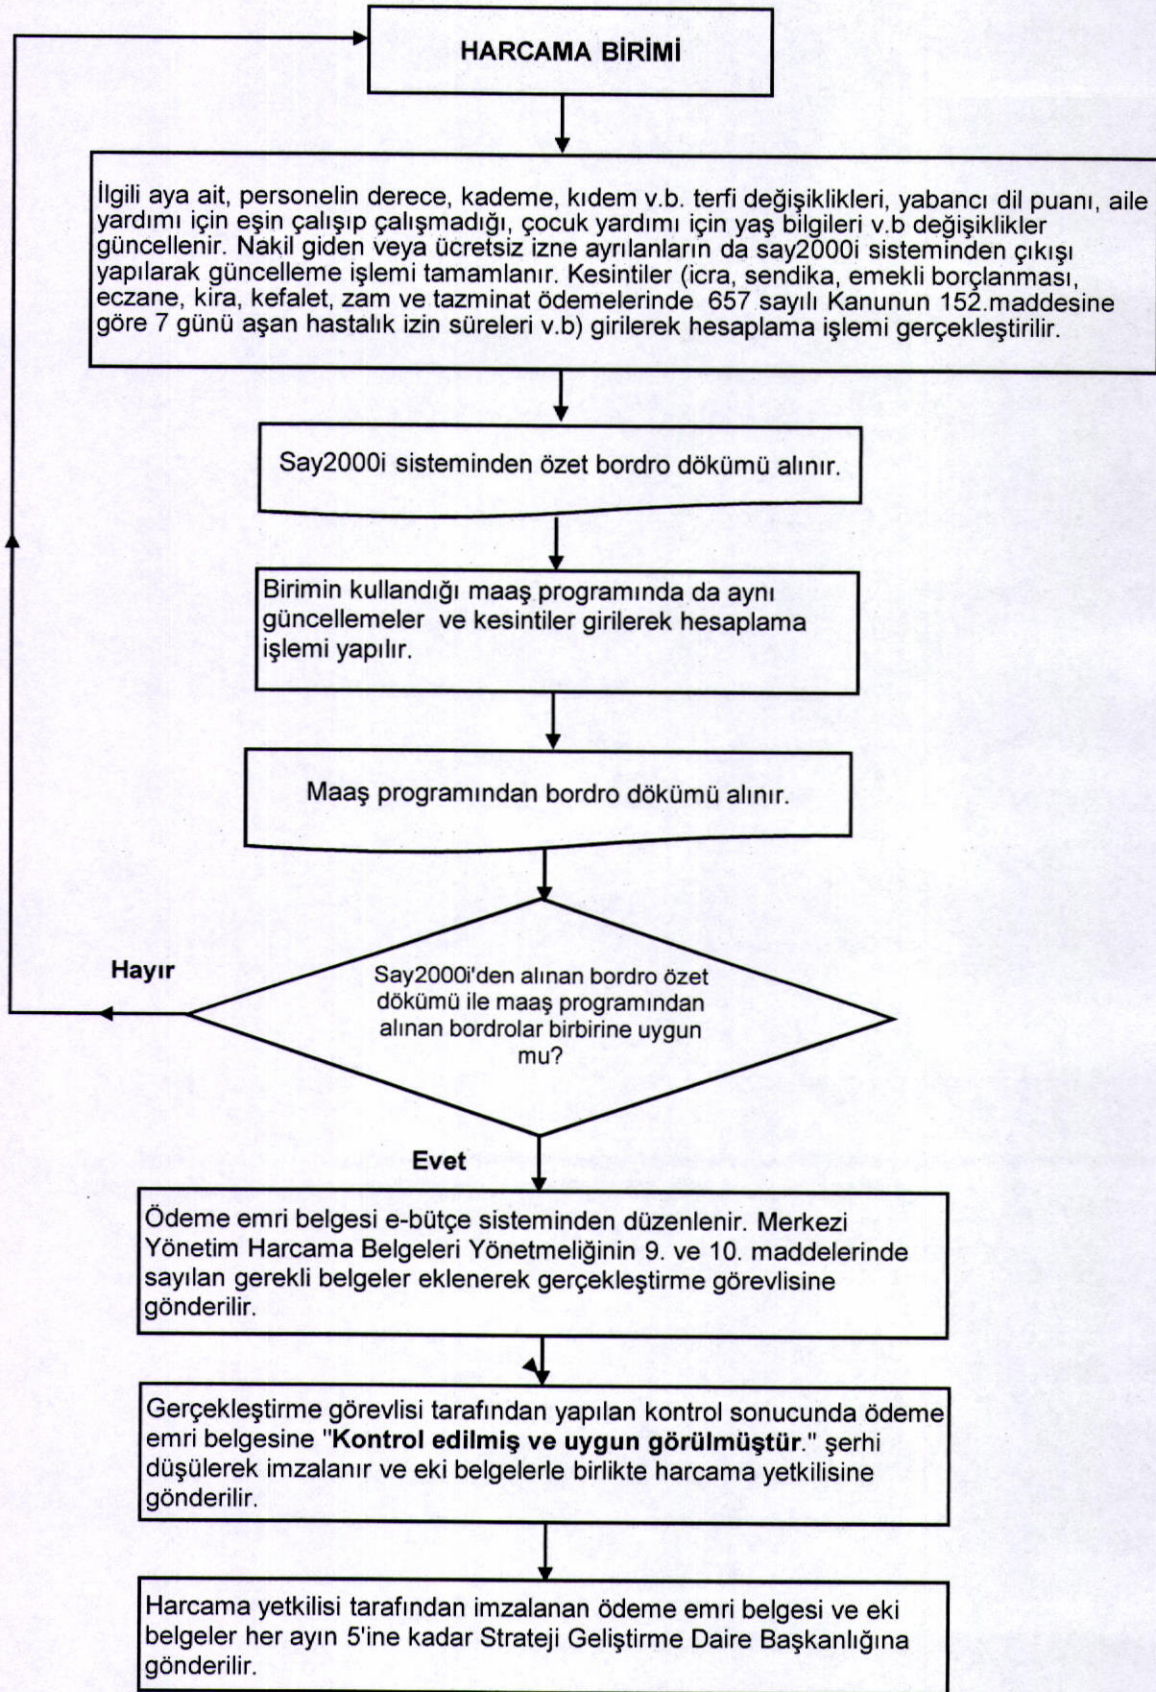 HARCAMA BİRİMİ
İlgili aya ait, personelin derece, kademe, kıdem v.b. terfi değişiklikleri, yabancı dil puanı, aile
yardımı için eşin çalışıp çalışmadığı, çocuk yardımı için yaş bilgileri v.b değişiklikler
güncellenir. Nakil giden veya ücretsiz izne ayrılanların da say2000i sisteminden çıkışı
yapılarak güncelleme işlemi tamamlanır. Kesintiler (icra, sendika, emekli borçlanması,
eczane, kira, kefalet, zam ve tazminat ödemelerinde 657 sayılı Kanunun 152.maddesine
göre 7 günü aşan hastalık izin süreleri v.b) girilerek hesaplama işlemi gerçekleştirilir.
Say2000i sisteminden özet bordro dökümü alınır.
Birimin kullandığı maaş programında da aynı
güncellemeler ve kesintiler girilerek hesaplama
işlemi yapılır.
Maaş programından bordro dökümü alınır.
Hayır
Say2000i'den alınan bordro özet
dökümü ile maaş programından
alınan bordrolar birbirine uygun
mu?
Evet
Ödeme emri belgesi e-bütçe sisteminden düzenlenir. Merkezi
Yönetim Harcama Belgeleri Yönetmeliğinin 9. ve 10. maddelerinde
sayılan gerekli belgeler eklenerek gerçekleştirme görevlisine
gönderilir.
Gerçekleştirme görevlisi tarafından yapılan kontrol sonucunda ödeme
emri belgesine "Kontrol edilmiş ve uygun görülmüştür." şerhi
düşülerek imzalanır ve eki belgelerle birlikte harcama yetkilisine
gönderilir.
Harcama yetkilisi tarafından imzalanan ödeme emri belgesi ve eki
belgeler her ayın 5'ine kadar Strateji Geliştirme Daire Başkanlığına
gönderilir.